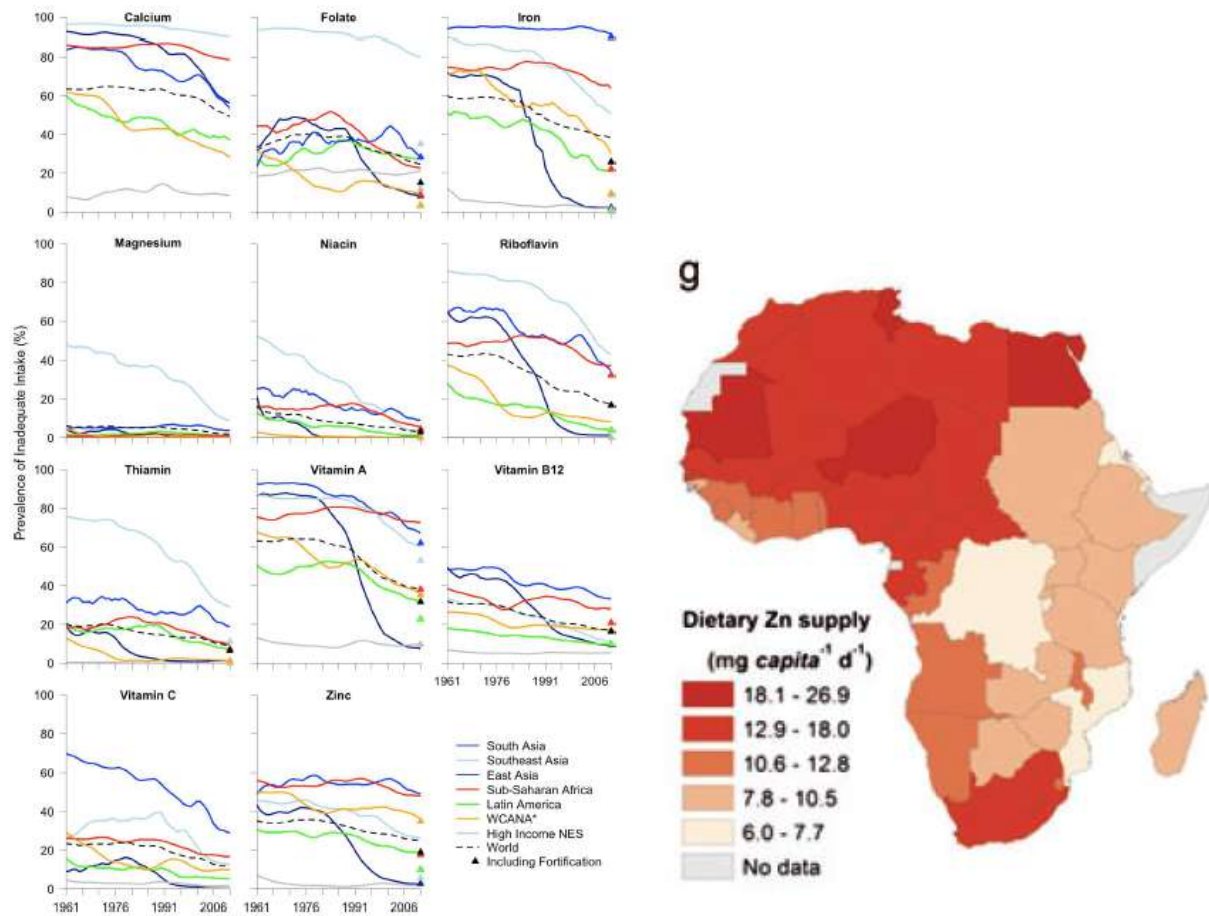 Calcium
Folate
Iron
100
80
60
40
20
0
Magnesium
Niacin
Riboflavin
100
80
60
40
20
0
Prevalence of Inadequate Intake (%)
Thiamin
Vitamin A
Vitamin B12
100
80
60
40
20
0
1961 1976 1991 2006
Vitamin C
Zinc
100
80
60
40
20
0
1961 1976 1991 2006 1961 1976 1991 2006
South Asia
Southeast Asia
East Asia
Sub-Saharan Africa
Latin America
WCANA*
High Income NES
World
Including Fortification
g
Dietary Zn supply
(mg capita⁻¹ d⁻¹)
18.1 - 26.9
12.9 - 18.0
10.6 - 12.8
7.8 - 10.5
6.0 - 7.7
No data